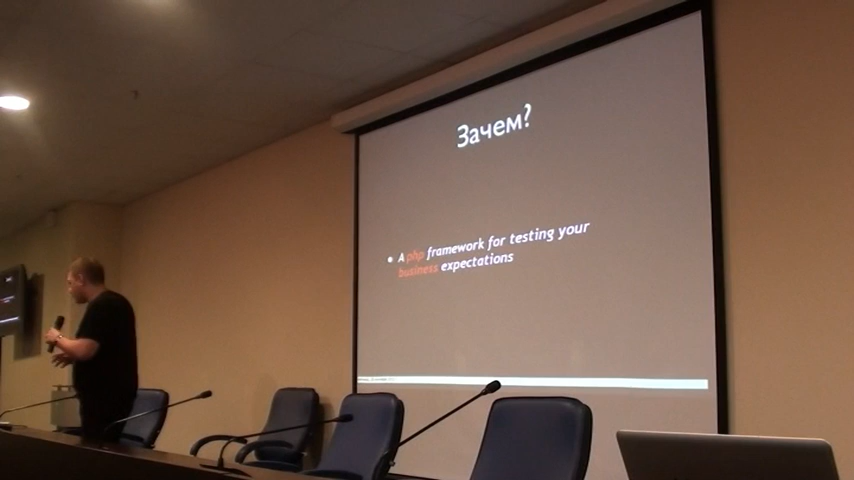 Зачем?
A php framework for testing your
business expectations